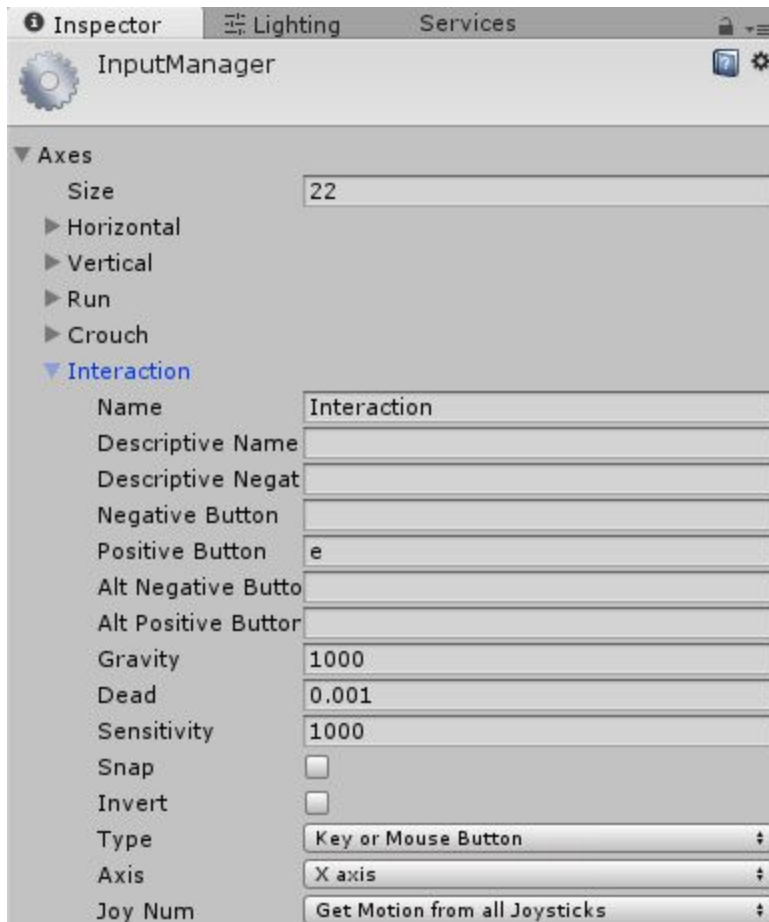 Inspector Lighting Services
InputManager
Axes
Size 22
Horizontal
Vertical
Run
Crouch
Interaction
Name Interaction
Descriptive Name
Descriptive Negat
Negative Button
Positive Button e
Alt Negative Butto
Alt Positive Button
Gravity 1000
Dead 0.001
Sensitivity 1000
Snap
Invert
Type Key or Mouse Button
Axis X axis
Joy Num Get Motion from all Joysticks